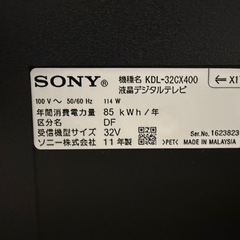 SONY® 機種名 KDL-32CX400
液晶デジタルテレビ
100 V ~ 50/60 Hz 114 W
年間消費電力量 85 kWh/年
区分名 DF
受信機型サイズ 32V
ソニー株式会社 11年製
Ser.No.1623823
>PET< MADE IN MALAYSIA